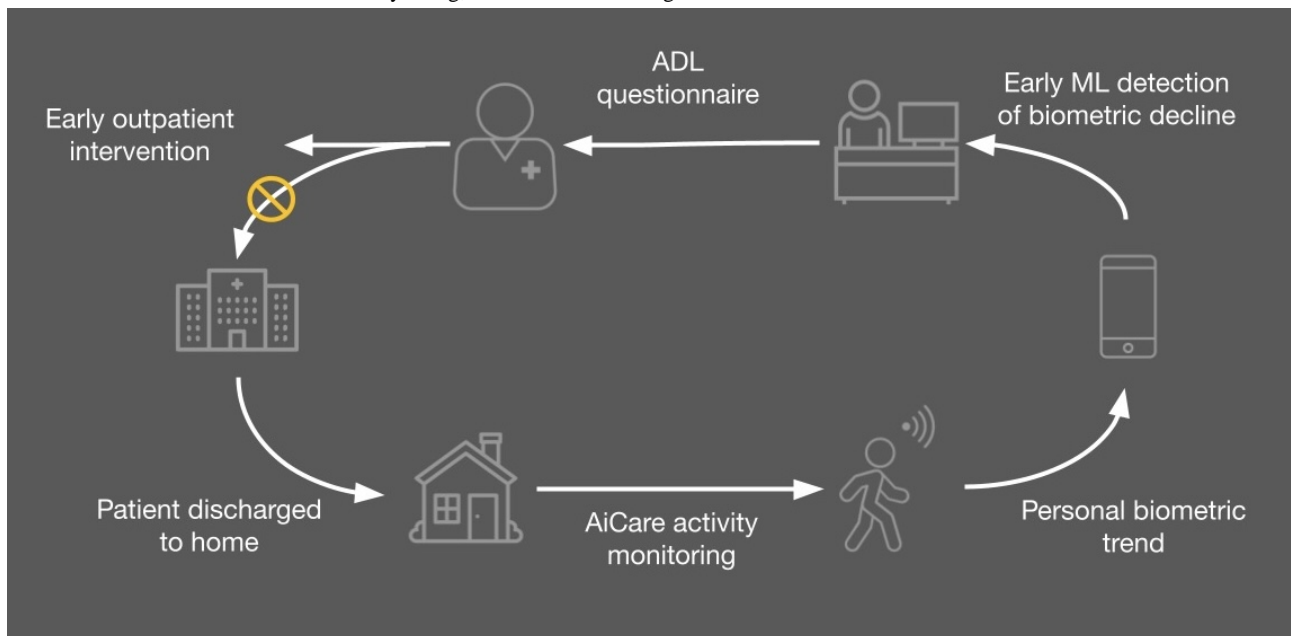 ADL
questionnaire
Early ML detection
of biometric decline
Early outpatient
intervention
Patient discharged
to home
AiCare activity
monitoring
Personal biometric
trend